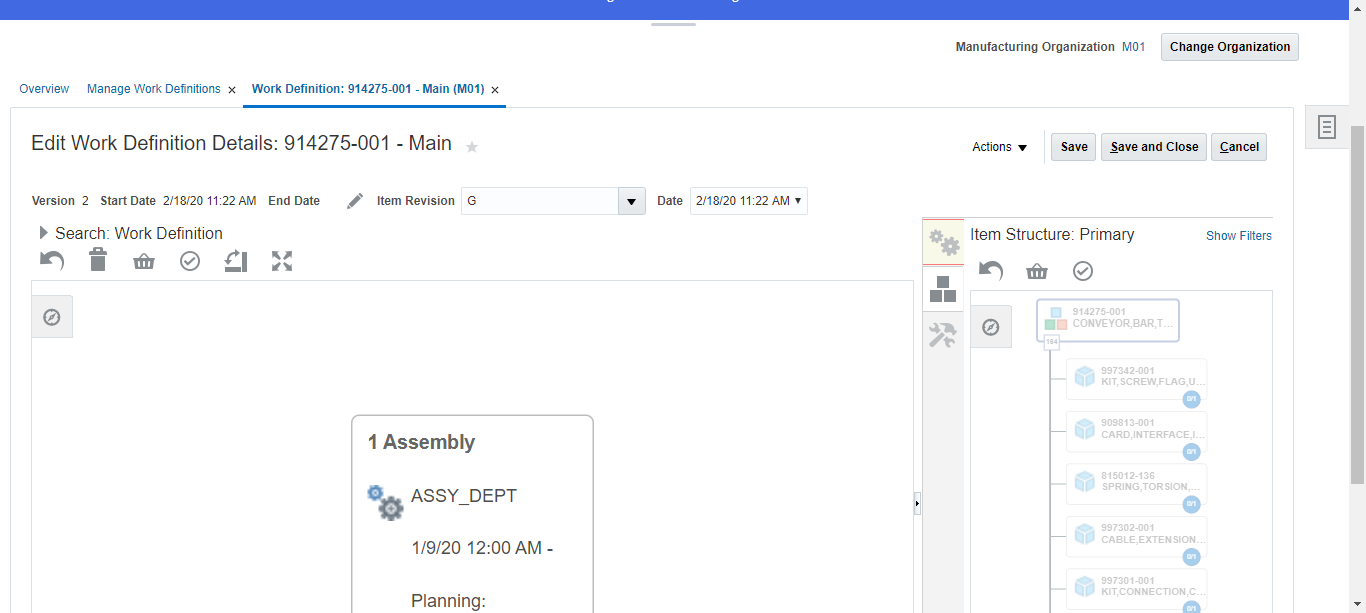 Manufacturing Organization M01 Change Organization
Overview Manage Work Definitions × Work Definition: 914275-001 - Main (M01) ×
Edit Work Definition Details: 914275-001 - Main
Actions Save Save and Close Cancel
Version 2 Start Date 2/18/20 11:22 AM End Date Item Revision G Date 2/18/20 11:22 AM
Search: Work Definition
1 Assembly
ASSY_DEPT
1/9/20 12:00 AM -
Planning:
Item Structure: Primary Show Filters
914275-001
CONVEYOR,BAR,T...
184
997342-001
KIT,SCREW,FLAG,U...
0/1
909813-001
CARD,INTERFACE,I...
0/1
815012-136
SPRING,TORSION,...
0/1
997302-001
CABLE,EXTENSION...
0/1
997301-001
KIT,CONNECTION,C...
0/1